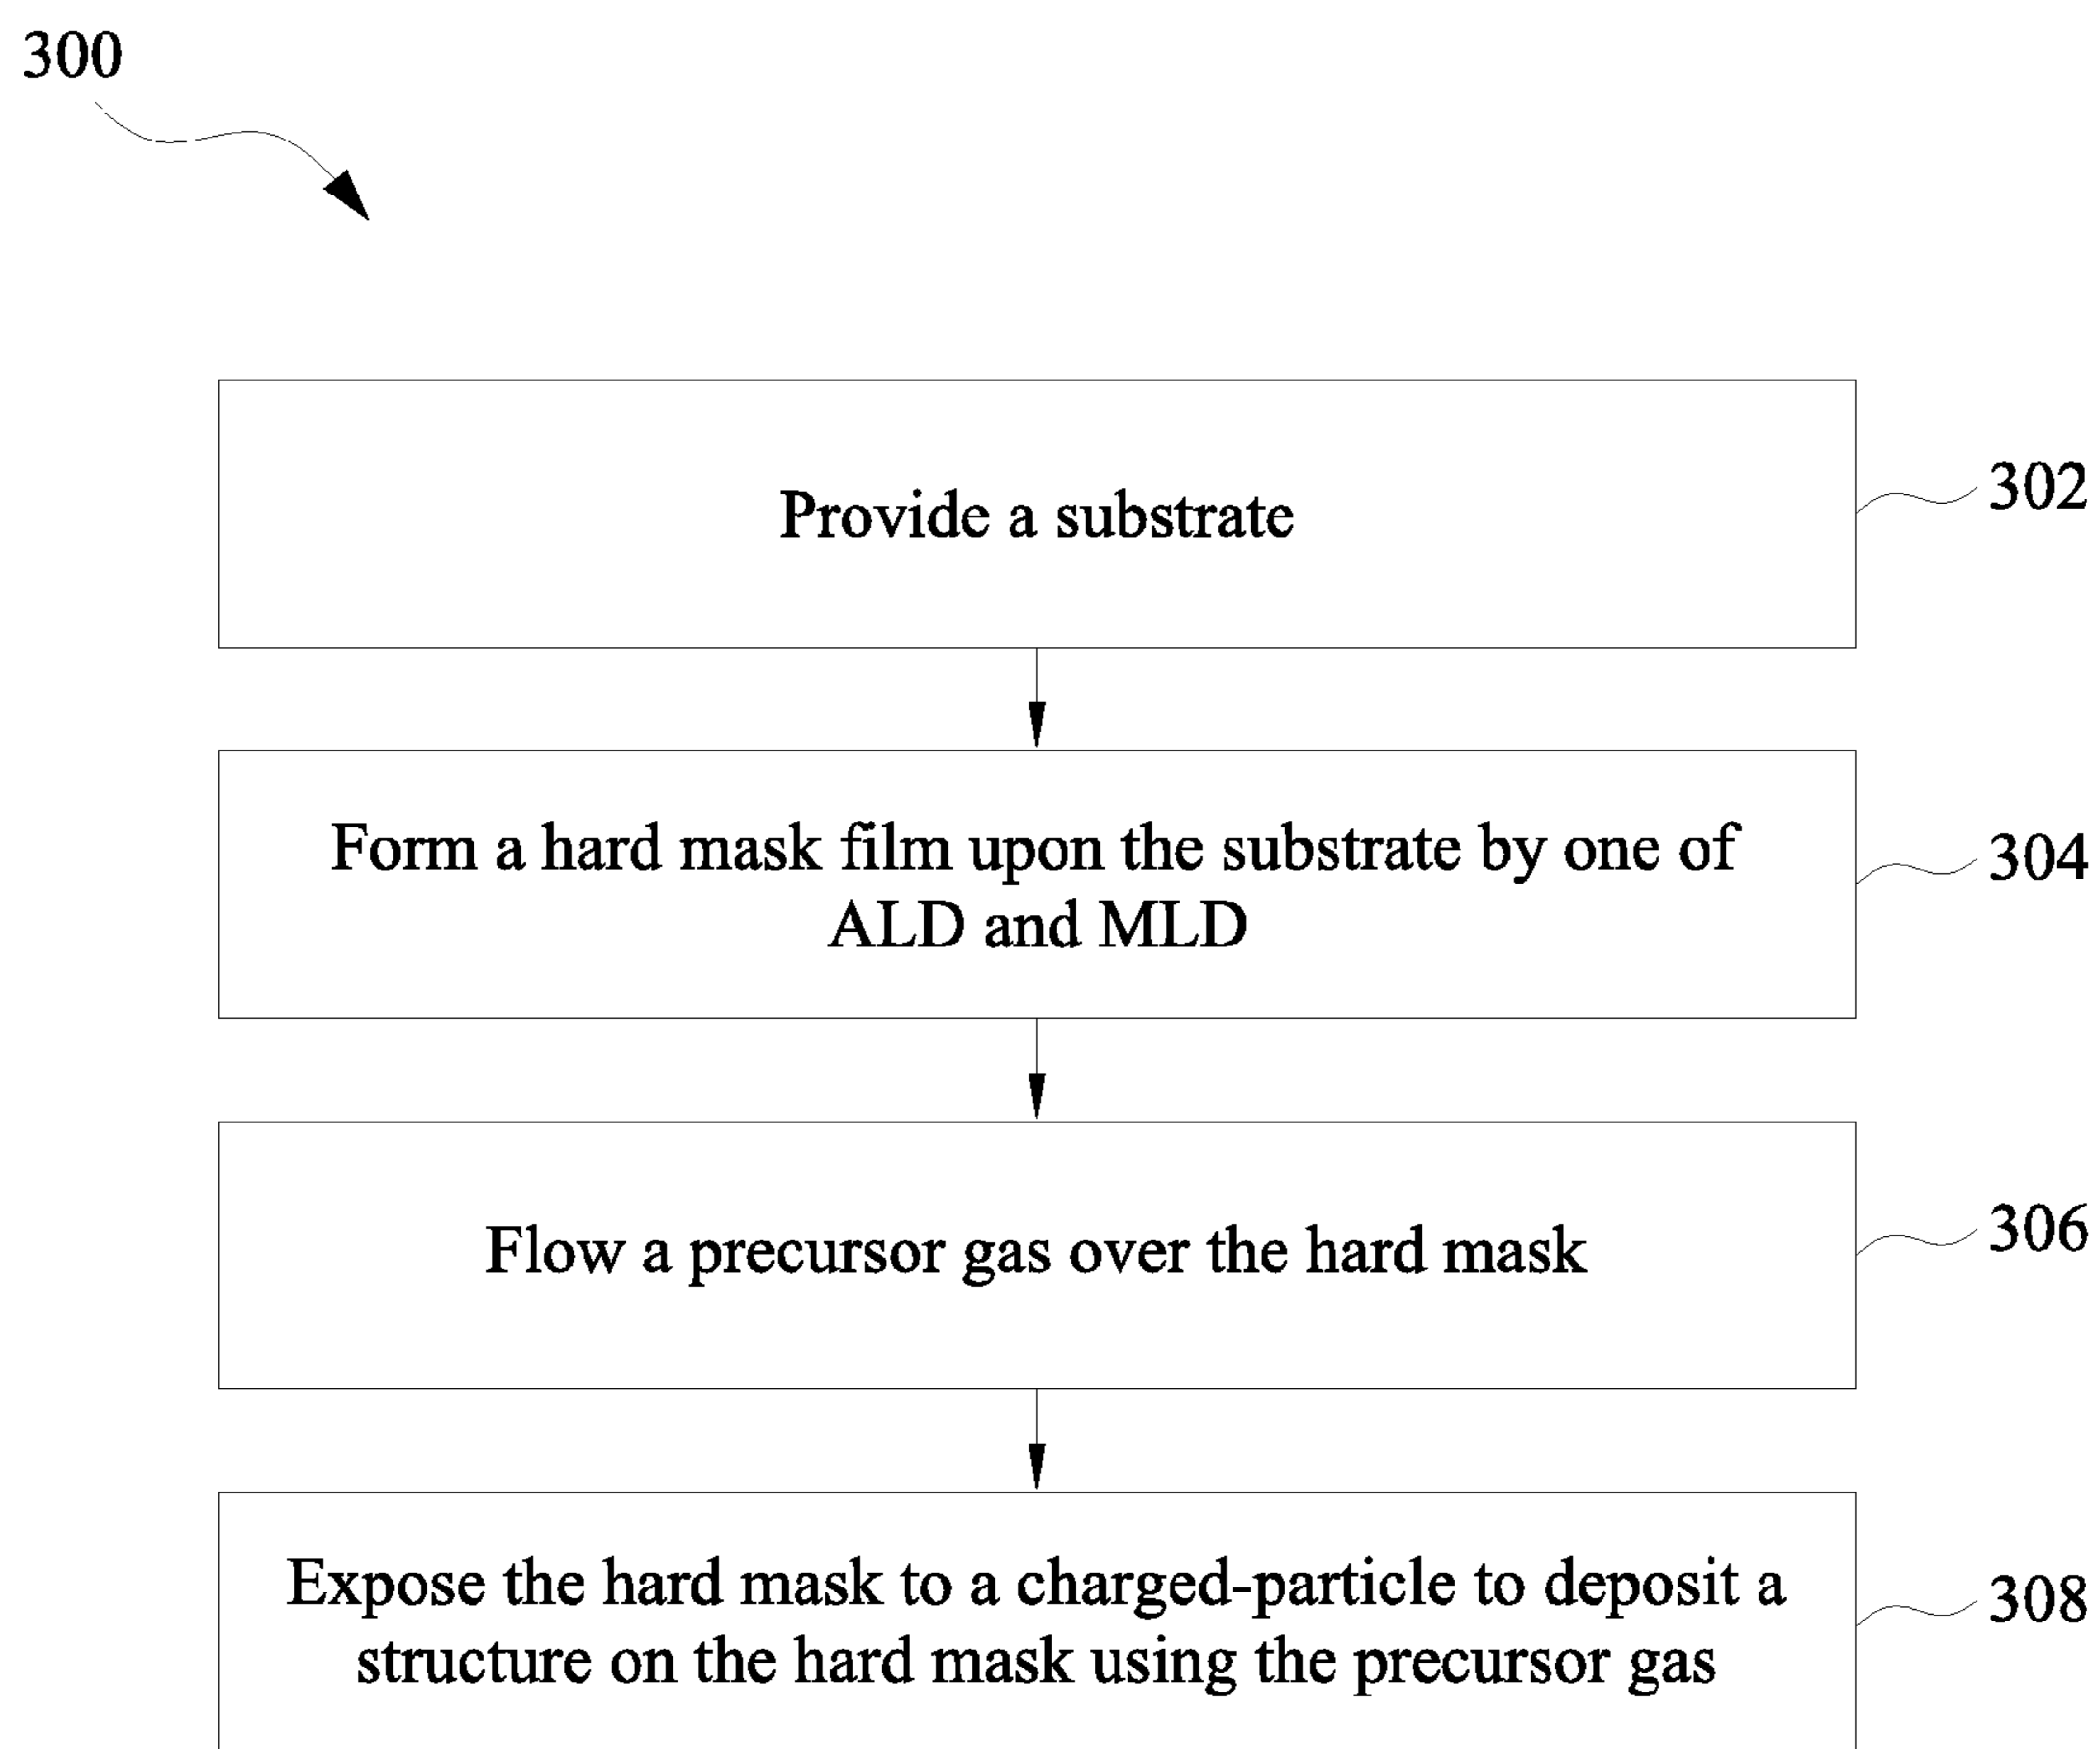 300
Provide a substrate
302
Form a hard mask film upon the substrate by one of
ALD and MLD
304
Flow a precursor gas over the hard mask
306
Expose the hard mask to a charged-particle to deposit a
structure on the hard mask using the precursor gas
308